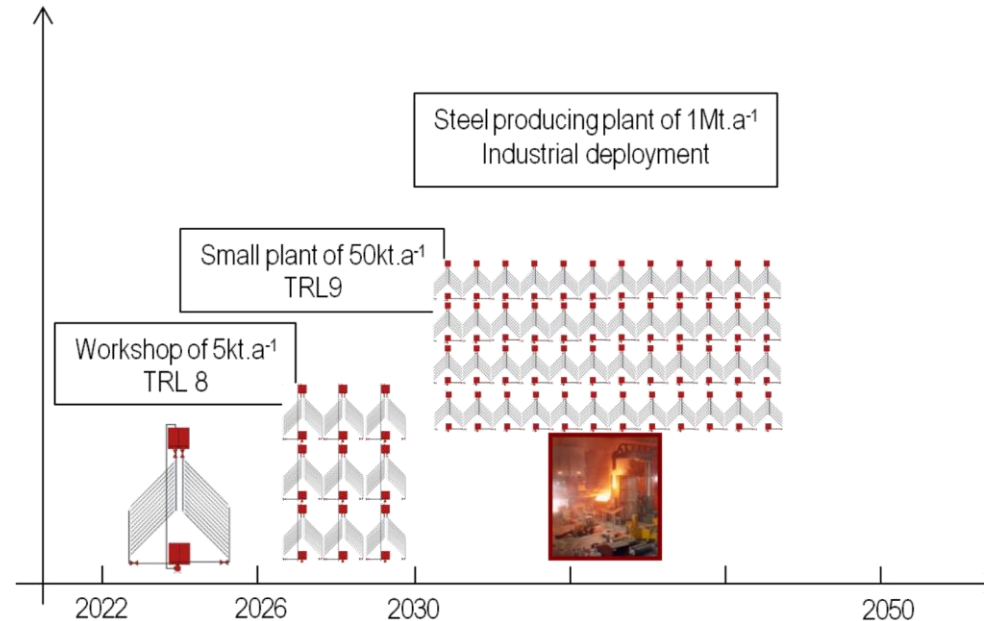 Steel producing plant of 1Mt.a⁻¹
Industrial deployment
Small plant of 50kt.a⁻¹
TRL9
Workshop of 5kt.a⁻¹
TRL 8
2022
2026
2030
2050